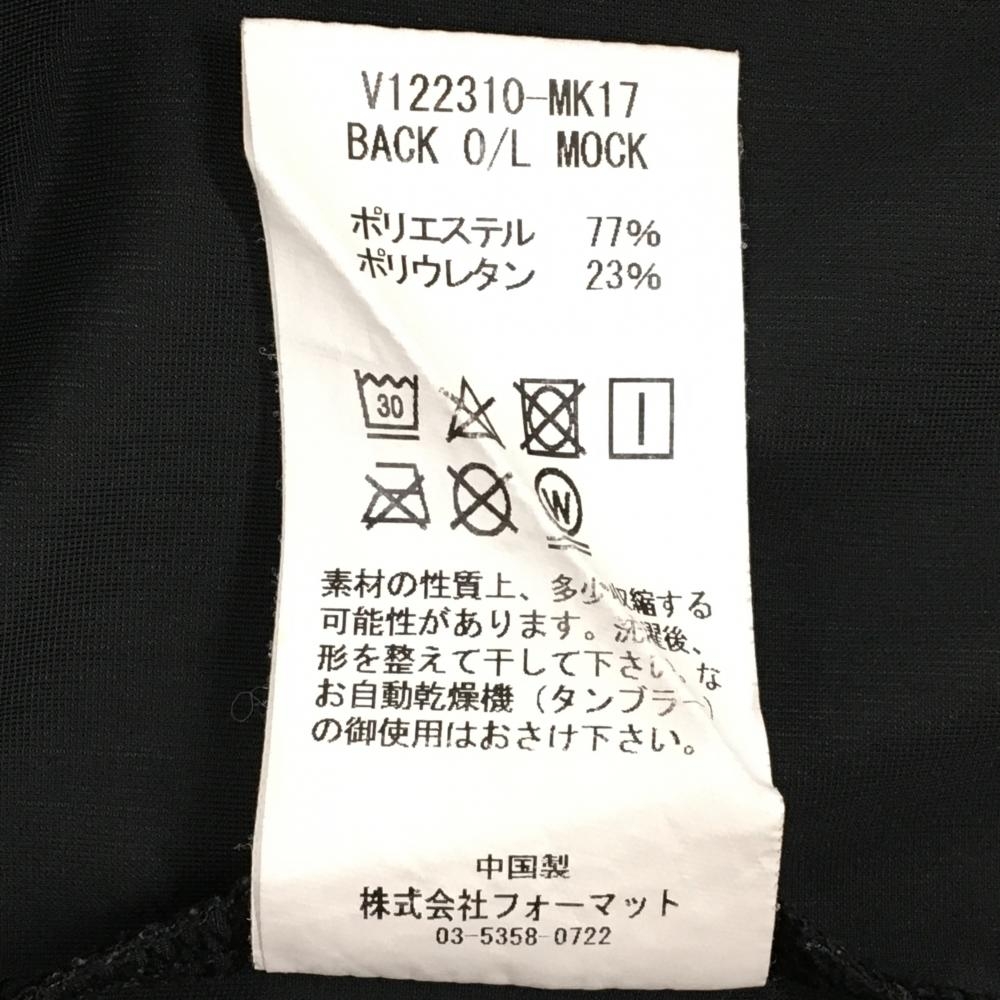 V122310-MK17
BACK O/L MOCK
ポリエステル 77%
ポリウレタン 23%
30
W
素材の性質上、多少収縮する
可能性があります。洗濯後、
形を整えて干して下さい、な
お自動乾燥機（タンブラー）
の御使用はおさけ下さい。
中国製
株式会社フォーマット
03-5358-0722